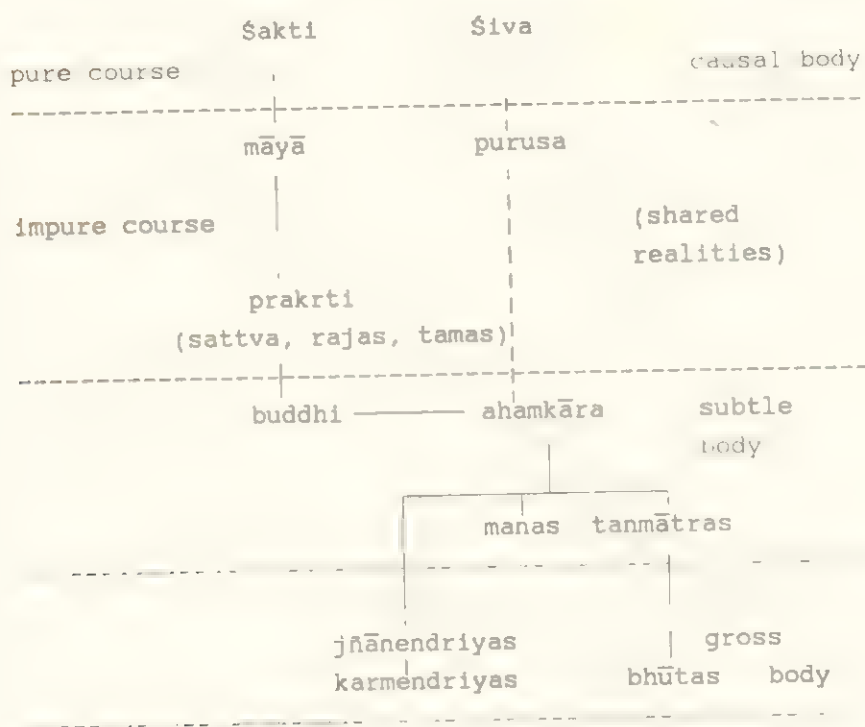 Śakti Śiva
pure course causal body
māyā purusa
impure course (shared
realities)
prakrti
(sattva, rajas, tamas)
buddhi ahamkāra subtle
body
manas tanmātras
jñānendriyas gross
karmendriyas bhūtas body